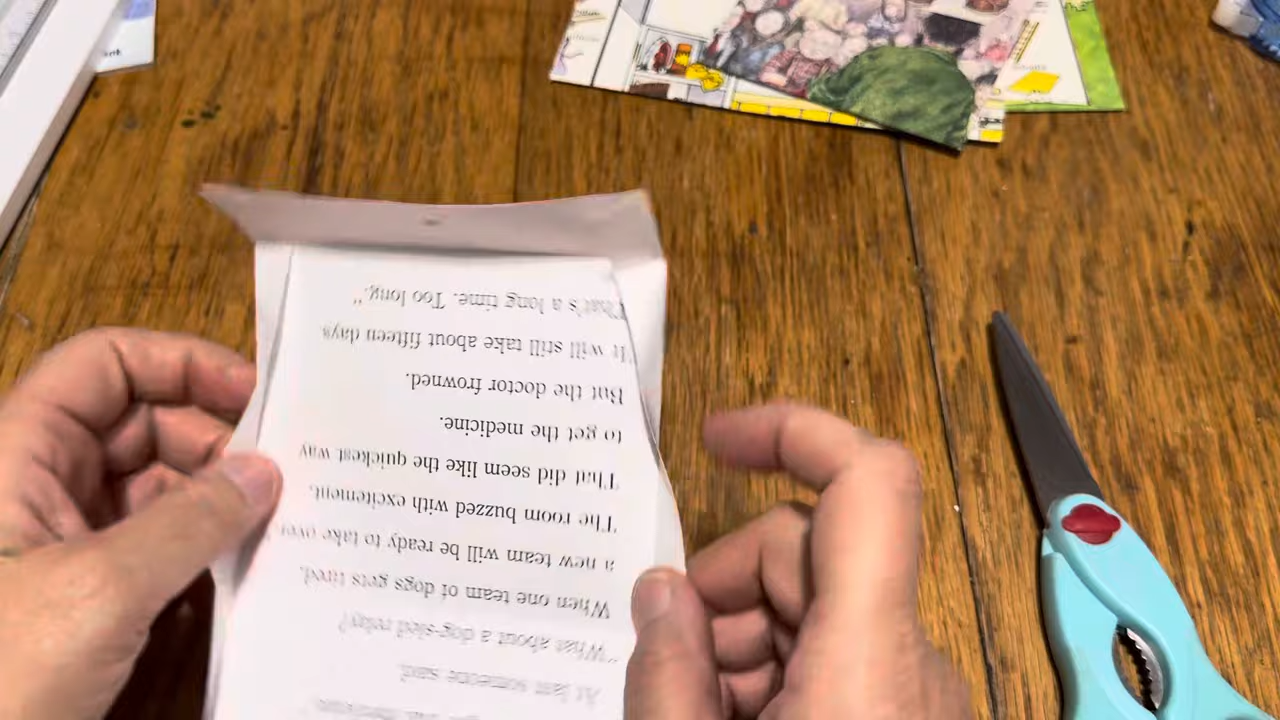 At last someone said,
"What about a dog-sled relay?
When one team of dogs gets tired,
a new team will be ready to take over
The room buzzed with excitement.
That did seem like the quickest way
to get the medicine.
But the doctor frowned.
"It will still take about fifteen days
That's a long time. Too long."